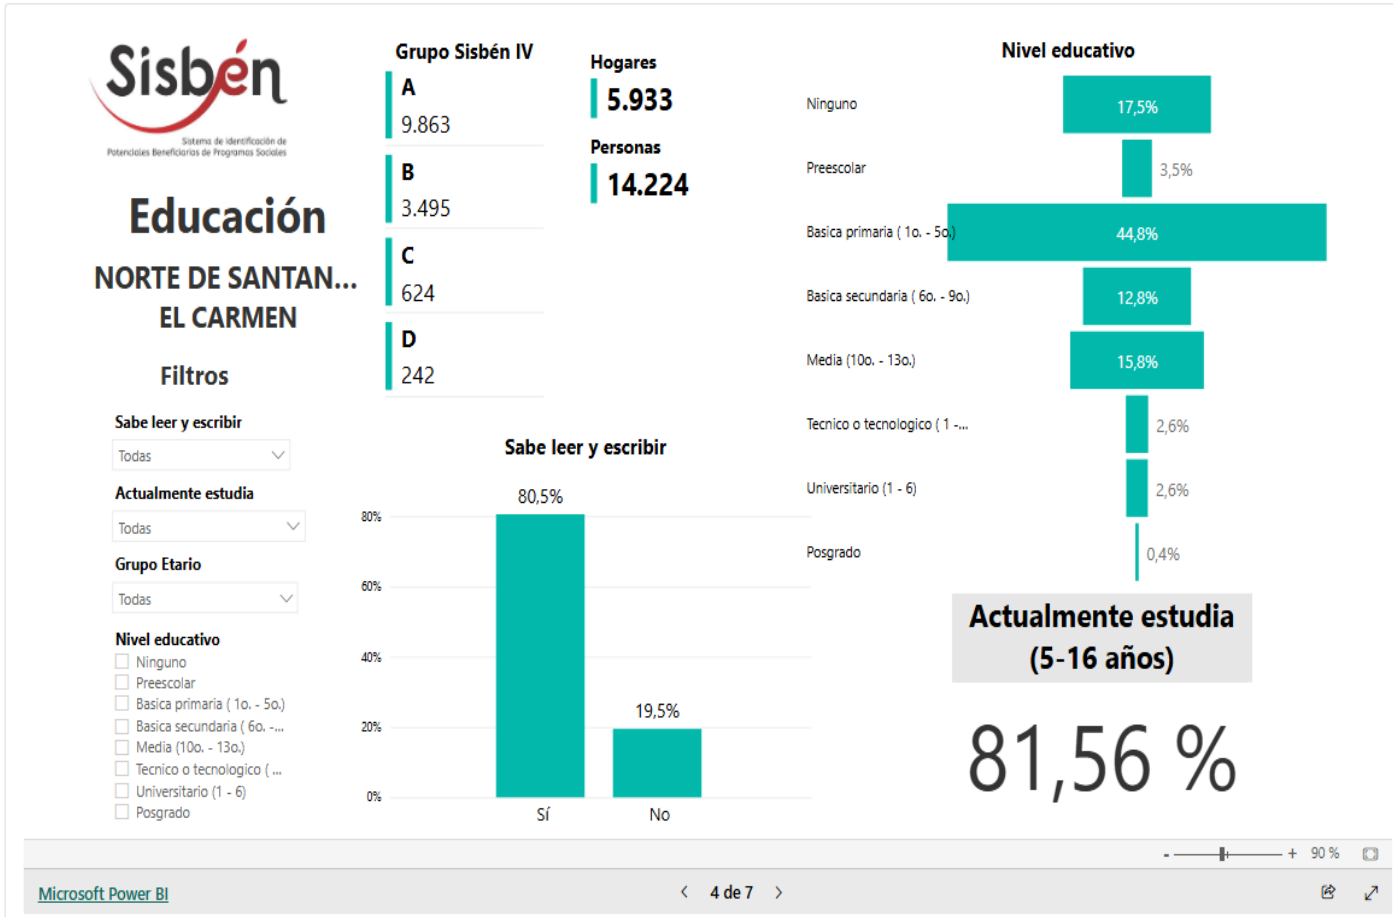 Sisbén
Sistema de Identificación de
Potenciales Beneficiarios de Programas Sociales
Educación
NORTE DE SANTAN...
EL CARMEN
Filtros
Sabe leer y escribir
Todas
Actualmente estudia
Todas
Grupo Etario
Todas
Nivel educativo
Ninguno
Preescolar
Basica primaria ( 1o. - 5o.)
Basica secundaria ( 6o. -...
Media (10o. - 13o.)
Tecnico o tecnologico ( ...
Universitario (1 - 6)
Posgrado
Grupo Sisbén IV
A
9.863
B
3.495
C
624
D
242
Hogares
5.933
Personas
14.224
Sabe leer y escribir
80,5%
19,5%
80%
60%
40%
20%
0%
Sí No
Nivel educativo
Ninguno 17,5%
Preescolar 3,5%
Basica primaria ( 1o. - 5o.) 44,8%
Basica secundaria ( 6o. - 9o.) 12,8%
Media (10o. - 13o.) 15,8%
Tecnico o tecnologico ( 1 -... 2,6%
Universitario (1 - 6) 2,6%
Posgrado 0,4%
Actualmente estudia
(5-16 años)
81,56 %
- + 90 %
Microsoft Power BI
< 4 de 7 >